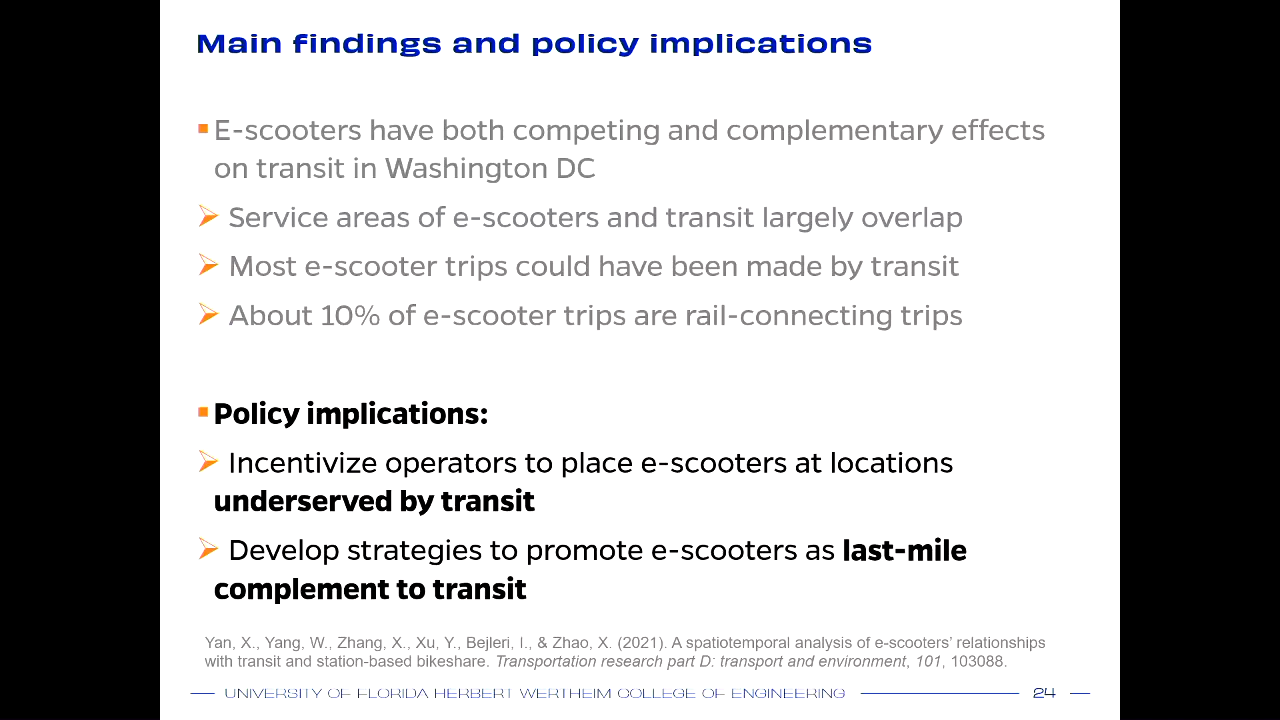 Main findings and policy implications
E-scooters have both competing and complementary effects
on transit in Washington DC
Service areas of e-scooters and transit largely overlap
Most e-scooter trips could have been made by transit
About 10% of e-scooter trips are rail-connecting trips
Policy implications:
Incentivize operators to place e-scooters at locations
underserved by transit
Develop strategies to promote e-scooters as last-mile
complement to transit
Yan, X., Yang, W., Zhang, X., Xu, Y., Bejleri, I., & Zhao, X. (2021). A spatiotemporal analysis of e-scooters’ relationships
with transit and station-based bikeshare. Transportation research part D: transport and environment, 101, 103088.
UNIVERSITY OF FLORIDA HERBERT WERTHEIM COLLEGE OF ENGINEERING 24